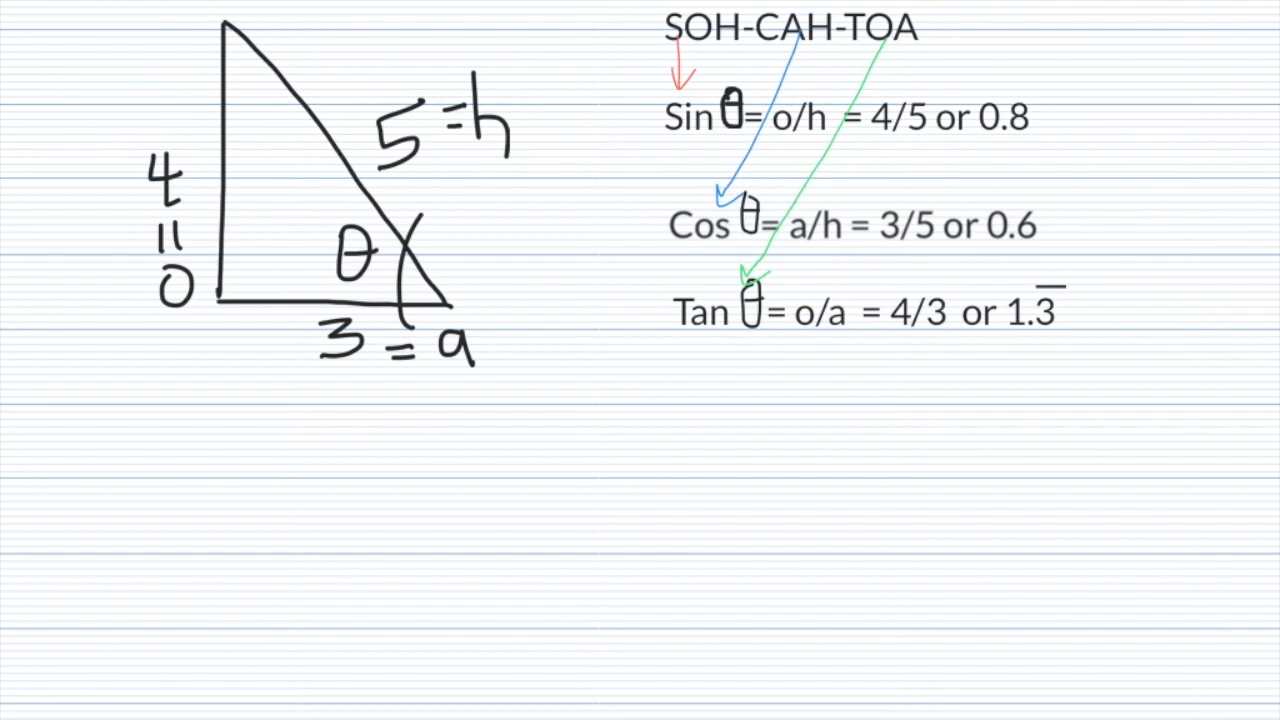 SOH-CAH-TOA
5 =h
Sin θ= o/h = 4/5 or 0.8
4
=
o
θ
Cos θ= a/h = 3/5 or 0.6
3 = a
Tan θ= o/a = 4/3 or 1.3̅